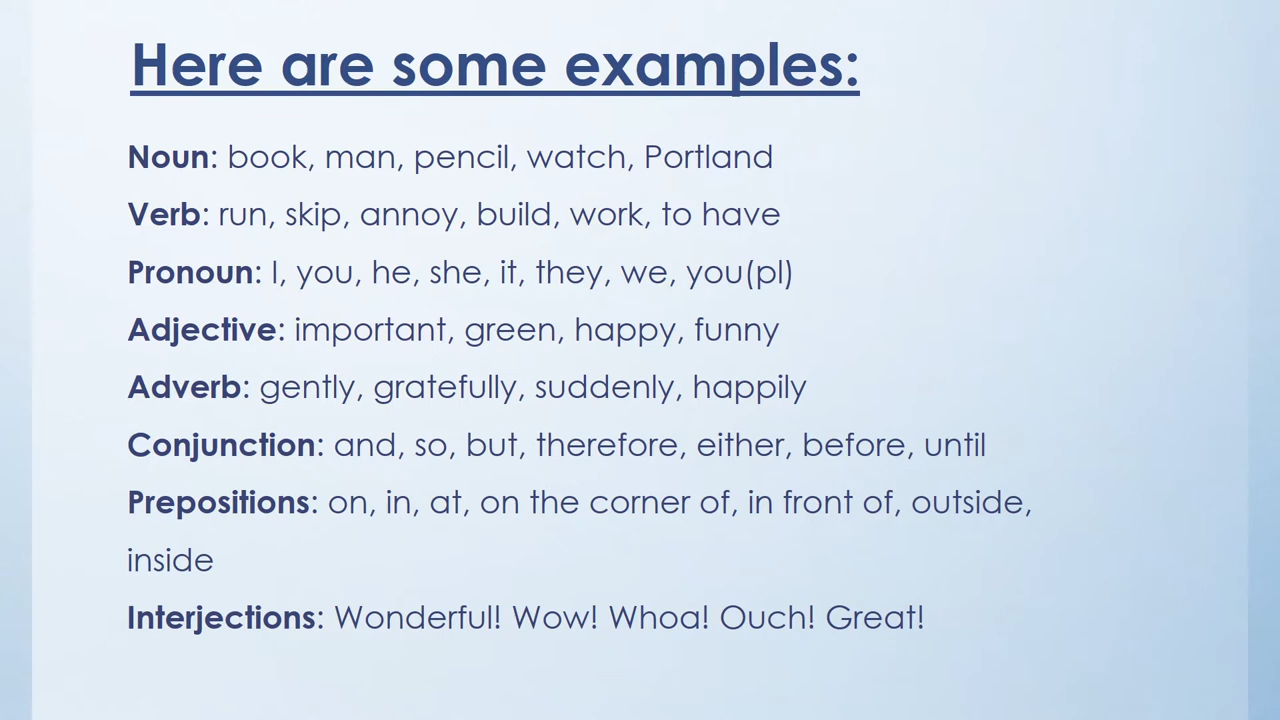 Here are some examples:
Noun: book, man, pencil, watch, Portland
Verb: run, skip, annoy, build, work, to have
Pronoun: I, you, he, she, it, they, we, you(pl)
Adjective: important, green, happy, funny
Adverb: gently, gratefully, suddenly, happily
Conjunction: and, so, but, therefore, either, before, until
Prepositions: on, in, at, on the corner of, in front of, outside,
inside
Interjections: Wonderful! Wow! Whoa! Ouch! Great!